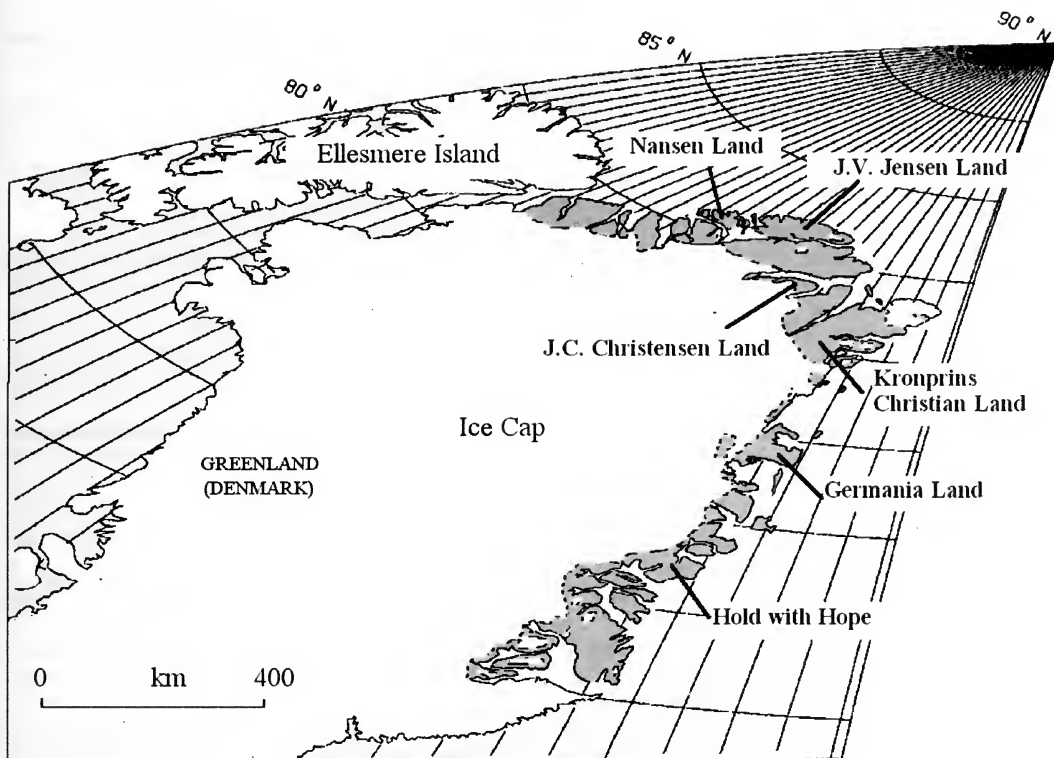 90° N
85° N
80° N
Ellesmere Island
Nansen Land
J.V. Jensen Land
J.C. Christensen Land
Kronprins
Christian Land
Ice Cap
GREENLAND
(DENMARK)
Germania Land
Hold with Hope
0 km 400